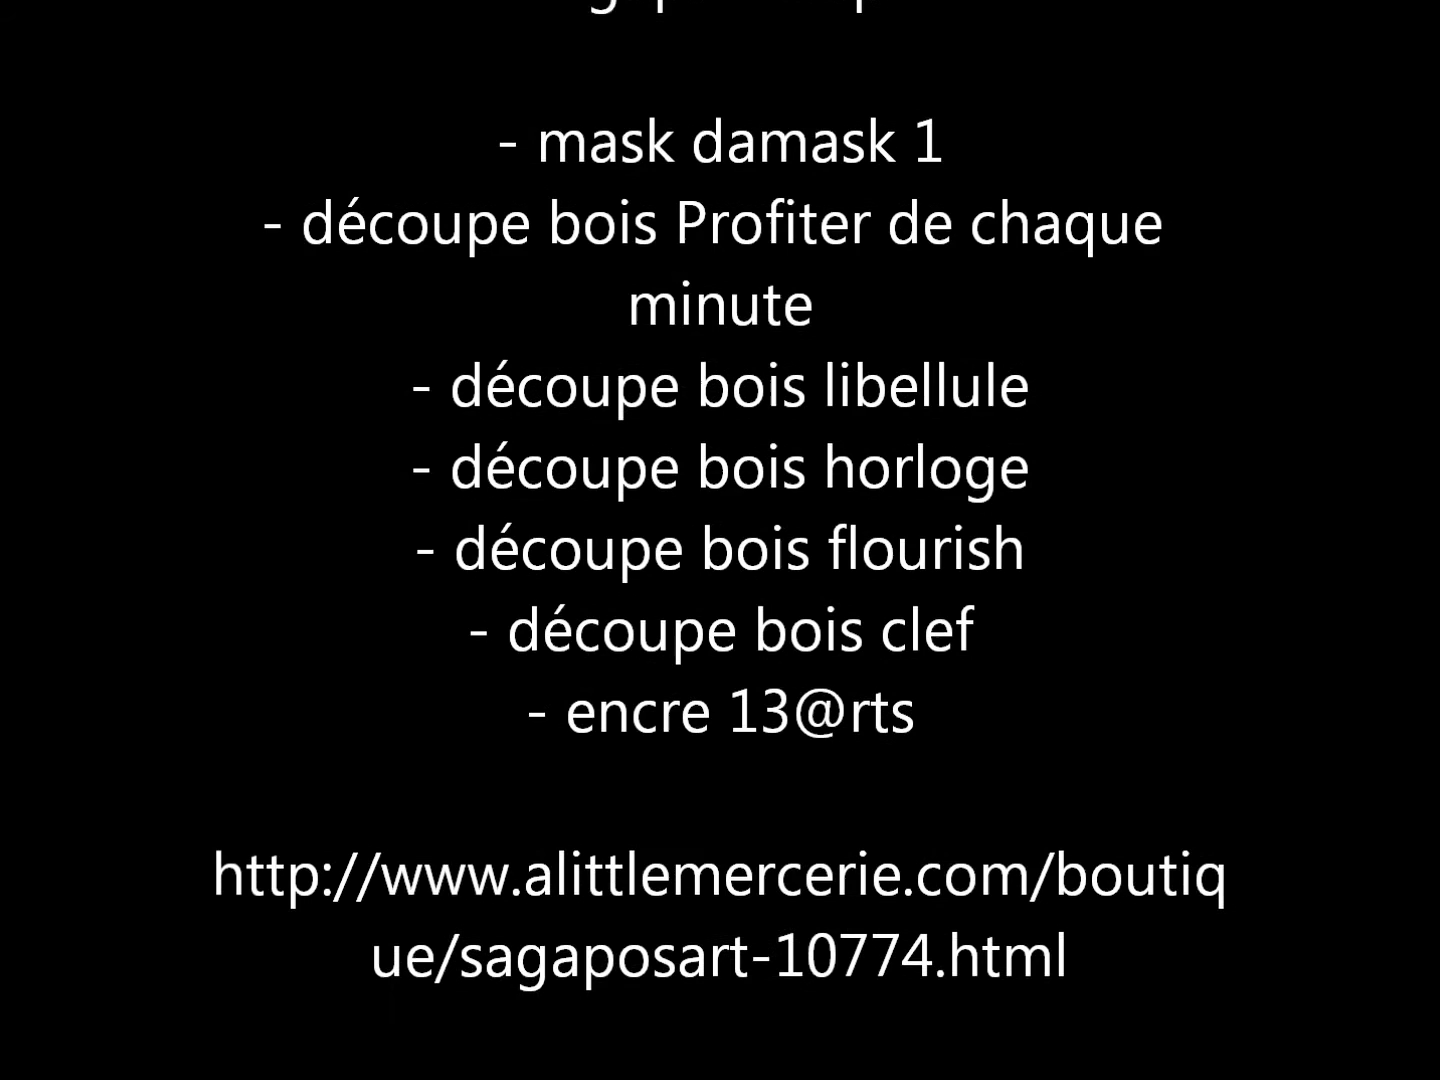 - mask damask 1
- découpe bois Profiter de chaque
minute
- découpe bois libellule
- découpe bois horloge
- découpe bois flourish
- découpe bois clef
- encre 13@rts
http://www.alittlemercerie.com/boutiq
ue/sagaposart-10774.html